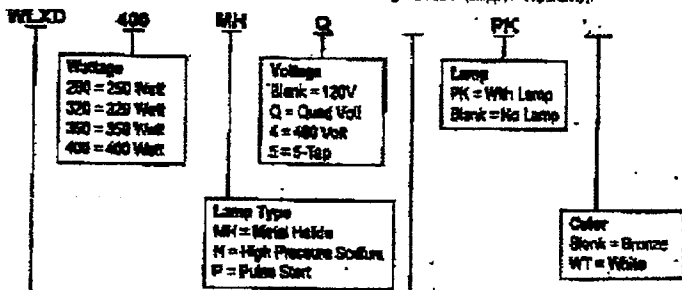 WLXD 400 MH Q PK
Wattage
250 = 250 Watt
320 = 320 Watt
350 = 350 Watt
400 = 400 Watt
Voltage
Blank = 120V
Q = Quad Volt
4 = 480 Volt
5 = 5-Tap
Lamp
PK = With Lamp
Blank = No Lamp
Lamp Type
MH = Metal Halide
H = High Pressure Sodium
P = Pulse Start
Color
Blank = Bronze
WT = White